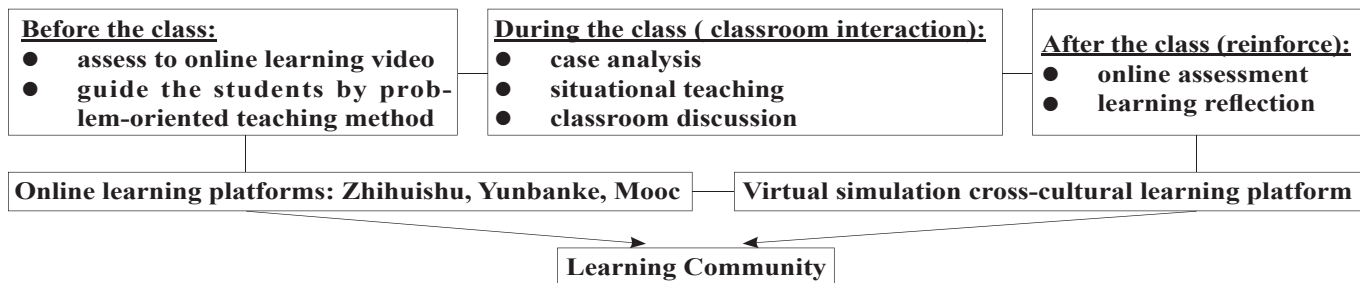 Before the class:
● assess to online learning video
● guide the students by prob-
lem-oriented teaching method
During the class ( classroom interaction):
● case analysis
● situational teaching
● classroom discussion
After the class (reinforce):
● online assessment
● learning reflection
Online learning platforms: Zhihuishu, Yunbanke, Mooc
Virtual simulation cross-cultural learning platform
Learning Community